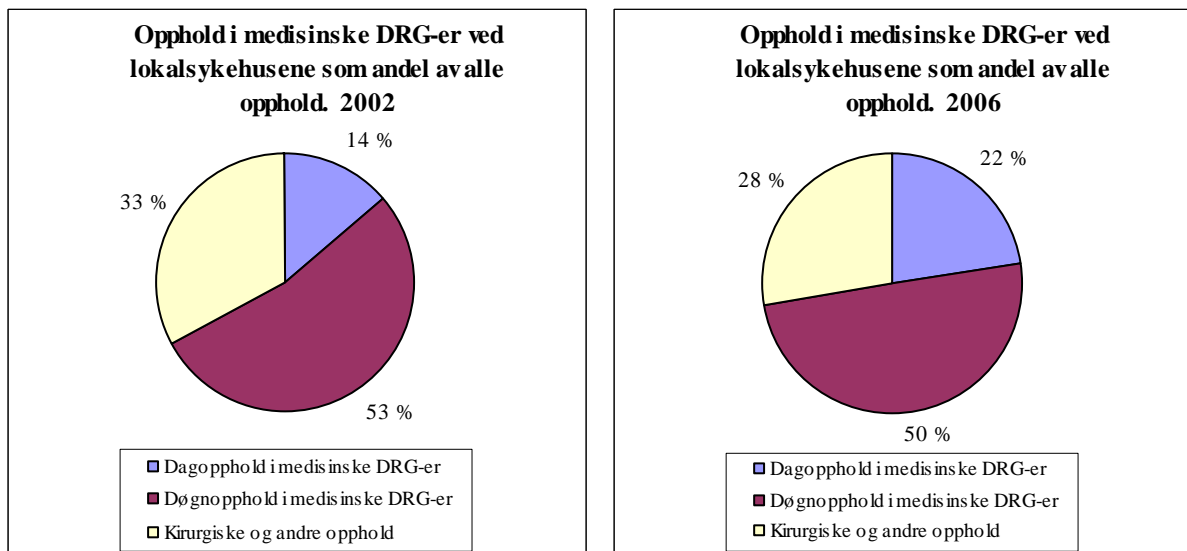 Opphold i medisinske DRG-er ved
lokalsykehusene som andel av alle
opphold. 2002
14 %
33 %
53 %
Dagopphold i medisinske DRG-er
Døgnopphold i medisinske DRG-er
Kirurgiske og andre opphold
Opphold i medisinske DRG-er ved
lokalsykehusene som andel av alle
opphold. 2006
22 %
28 %
50 %
Dagopphold i medisinske DRG-er
Døgnopphold i medisinske DRG-er
Kirurgiske og andre opphold